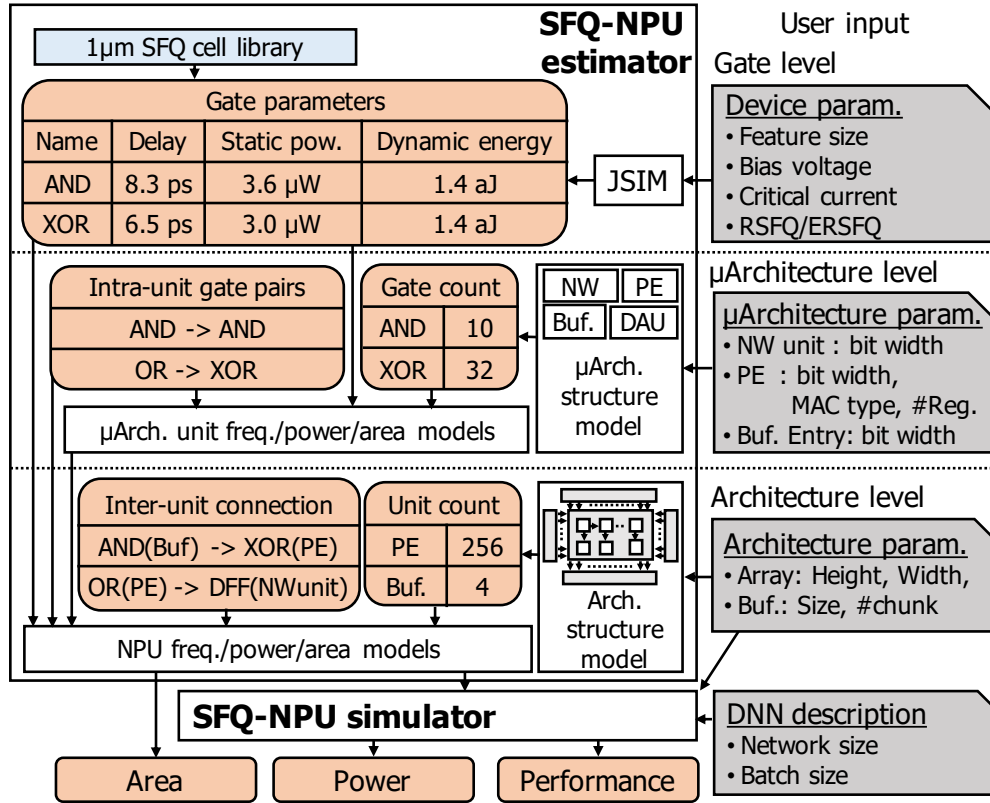 SFQ-NPU
estimator
User input
1µm SFQ cell library
Gate level
Gate parameters
Name Delay Static pow. Dynamic energy
AND 8.3 ps 3.6 µW 1.4 aJ
XOR 6.5 ps 3.0 µW 1.4 aJ
JSIM
Device param.
• Feature size
• Bias voltage
• Critical current
• RSFQ/ERSFQ
µArchitecture level
Intra-unit gate pairs
AND -> AND
OR -> XOR
Gate count
AND 10
XOR 32
NW PE
Buf. DAU
µArch.
structure
model
µArchitecture param.
• NW unit : bit width
• PE : bit width,
MAC type, #Reg.
• Buf. Entry: bit width
µArch. unit freq./power/area models
Architecture level
Inter-unit connection
AND(Buf) -> XOR(PE)
OR(PE) -> DFF(NWunit)
Unit count
PE 256
Buf. 4
Arch.
structure
model
Architecture param.
• Array: Height, Width,
• Buf.: Size, #chunk
NPU freq./power/area models
SFQ-NPU simulator
DNN description
• Network size
• Batch size
Area
Power
Performance